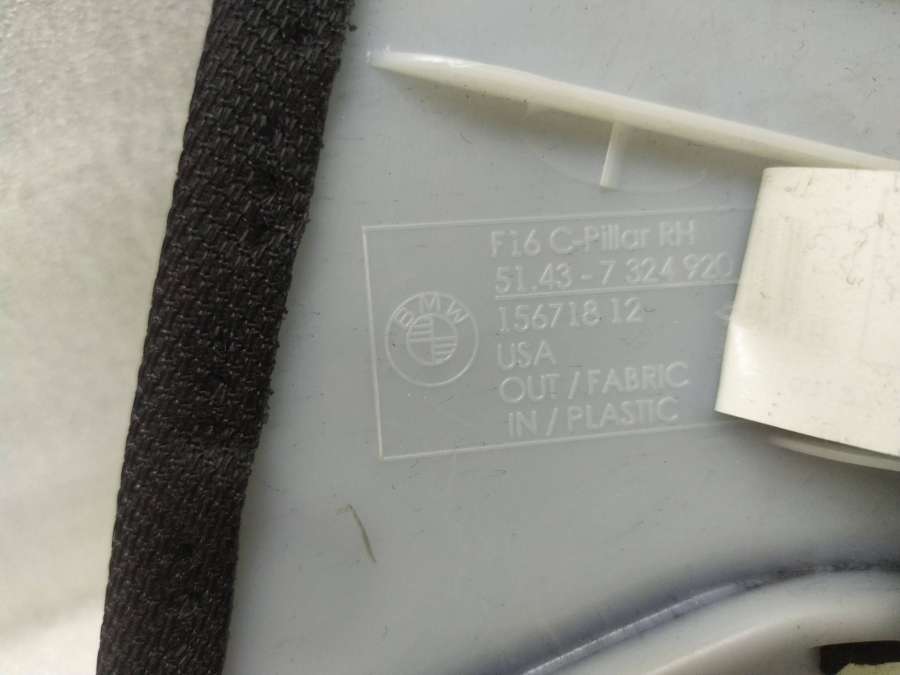 F16 C-Pillar RH
51.43 - 7 324 920
BMW
156718 12
USA
OUT / FABRIC
IN / PLASTIC